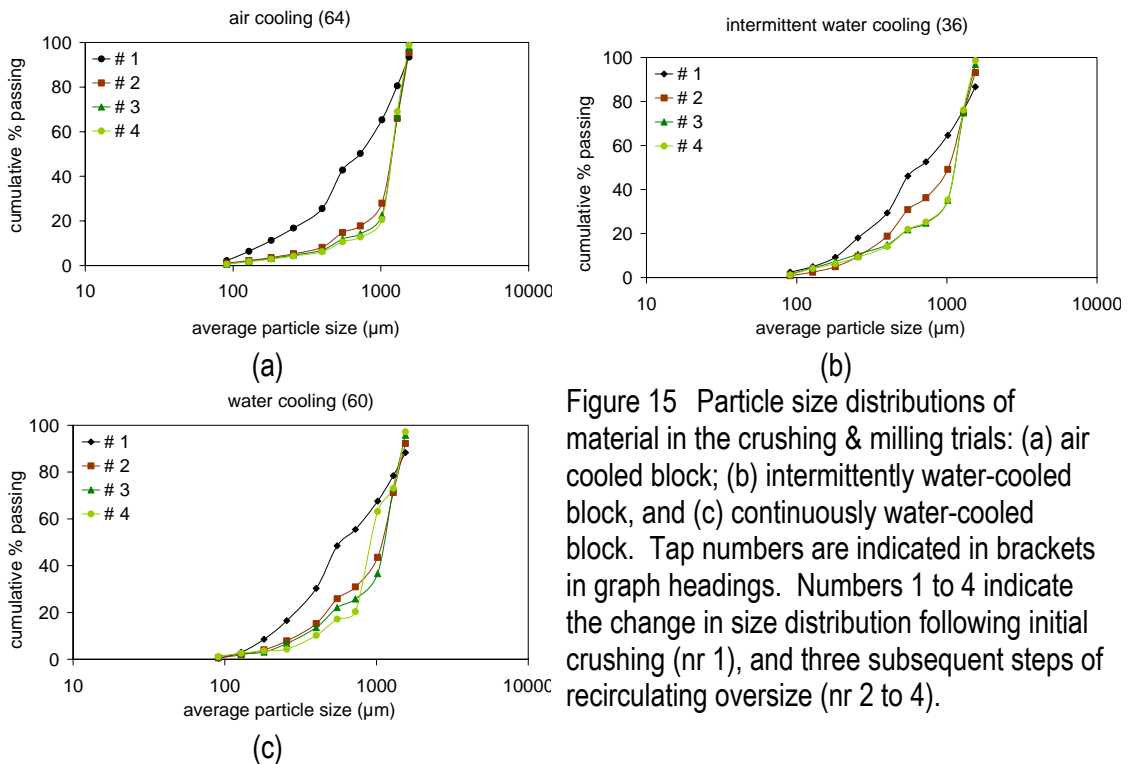 air cooling (64)
100
80
60
40
20
0
cumulative % passing
# 1
# 2
# 3
# 4
10
100
1000
10000
average particle size (µm)
(a)
intermittent water cooling (36)
100
80
60
40
20
0
cumulative % passing
# 1
# 2
# 3
# 4
10
100
1000
10000
average particle size (µm)
(b)
water cooling (60)
100
80
60
40
20
0
cumulative % passing
# 1
# 2
# 3
# 4
10
100
1000
10000
average particle size (µm)
(c)
Figure 15 Particle size distributions of
material in the crushing & milling trials: (a) air
cooled block; (b) intermittently water-cooled
block, and (c) continuously water-cooled
block. Tap numbers are indicated in brackets
in graph headings. Numbers 1 to 4 indicate
the change in size distribution following initial
crushing (nr 1), and three subsequent steps of
recirculating oversize (nr 2 to 4).